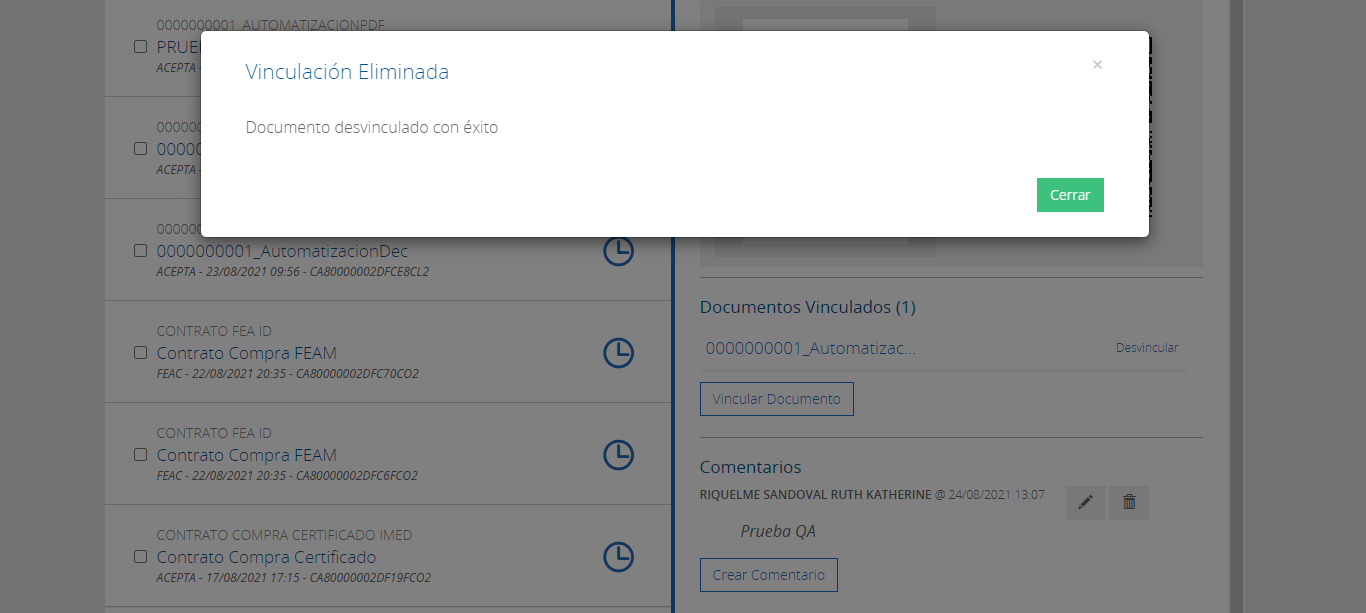 0000000001_AUTOMATIZACIONPDF
ACEPTA -
Vinculación Eliminada
×
Documento desvinculado con éxito
ACEPTA -
Cerrar
0000000001_AutomatizacionDec
ACEPTA - 23/08/2021 09:56 - CA80000002DFCE8CL2
CONTRATO FEA ID
Contrato Compra FEAM
FEAC - 22/08/2021 20:35 - CA80000002DFC70CO2
CONTRATO FEA ID
Contrato Compra FEAM
FEAC - 22/08/2021 20:35 - CA80000002DFC6FCO2
CONTRATO COMPRA CERTIFICADO IMED
Contrato Compra Certificado
ACEPTA - 17/08/2021 17:15 - CA80000002DF19FCO2
Documentos Vinculados (1)
0000000001_Automatizac...
Desvincular
Vincular Documento
Comentarios
RIQUELME SANDOVAL RUTH KATHERINE @ 24/08/2021 13:07
Prueba QA
Crear Comentario